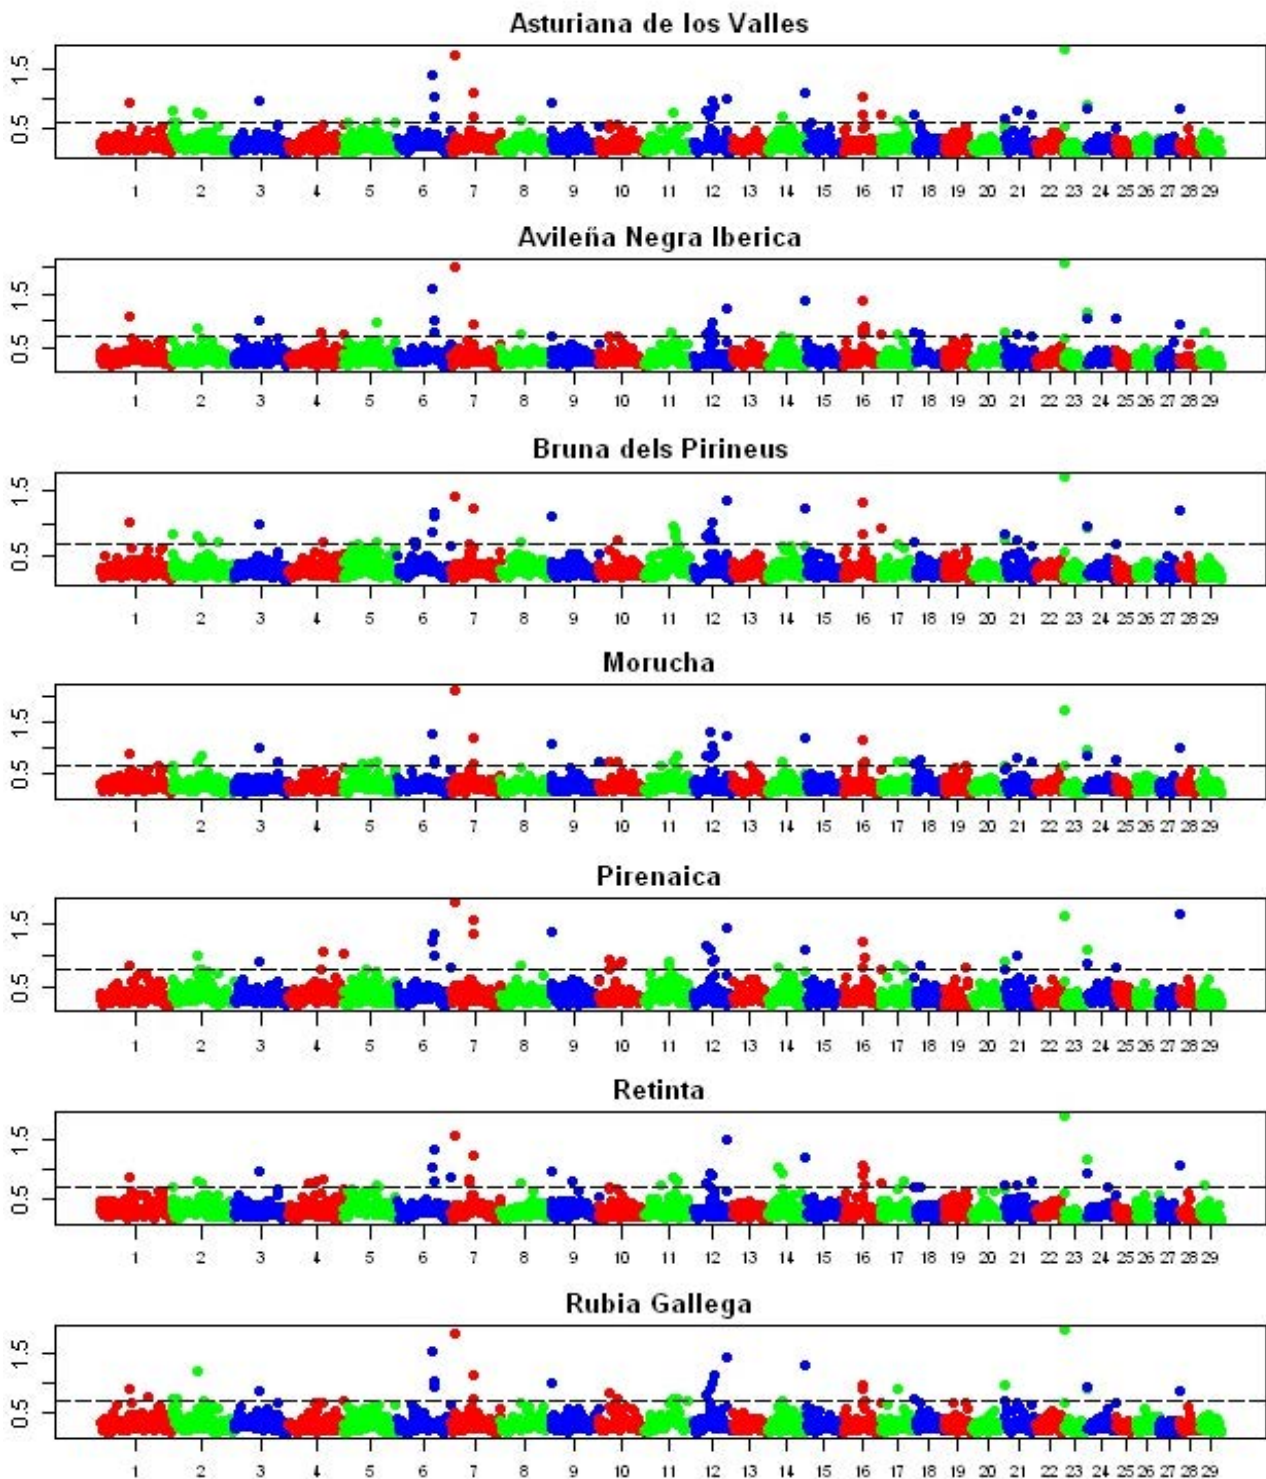 Asturiana de los Valles
1.5
0.5
1 2 3 4 5 6 7 8 9 10 11 12 13 14 15 16 17 18 19 20 21 22 23 24 25 26 27 28 29
Avileña Negra Iberica
1.5
0.5
1 2 3 4 5 6 7 8 9 10 11 12 13 14 15 16 17 18 19 20 21 22 23 24 25 26 27 28 29
Bruna dels Pirineus
1.5
0.5
1 2 3 4 5 6 7 8 9 10 11 12 13 14 15 16 17 18 19 20 21 22 23 24 25 26 27 28 29
Morucha
1.5
0.5
1 2 3 4 5 6 7 8 9 10 11 12 13 14 15 16 17 18 19 20 21 22 23 24 25 26 27 28 29
Pirenaica
1.5
0.5
1 2 3 4 5 6 7 8 9 10 11 12 13 14 15 16 17 18 19 20 21 22 23 24 25 26 27 28 29
Retinta
1.5
0.5
1 2 3 4 5 6 7 8 9 10 11 12 13 14 15 16 17 18 19 20 21 22 23 24 25 26 27 28 29
Rubia Gallega
1.5
0.5
1 2 3 4 5 6 7 8 9 10 11 12 13 14 15 16 17 18 19 20 21 22 23 24 25 26 27 28 29